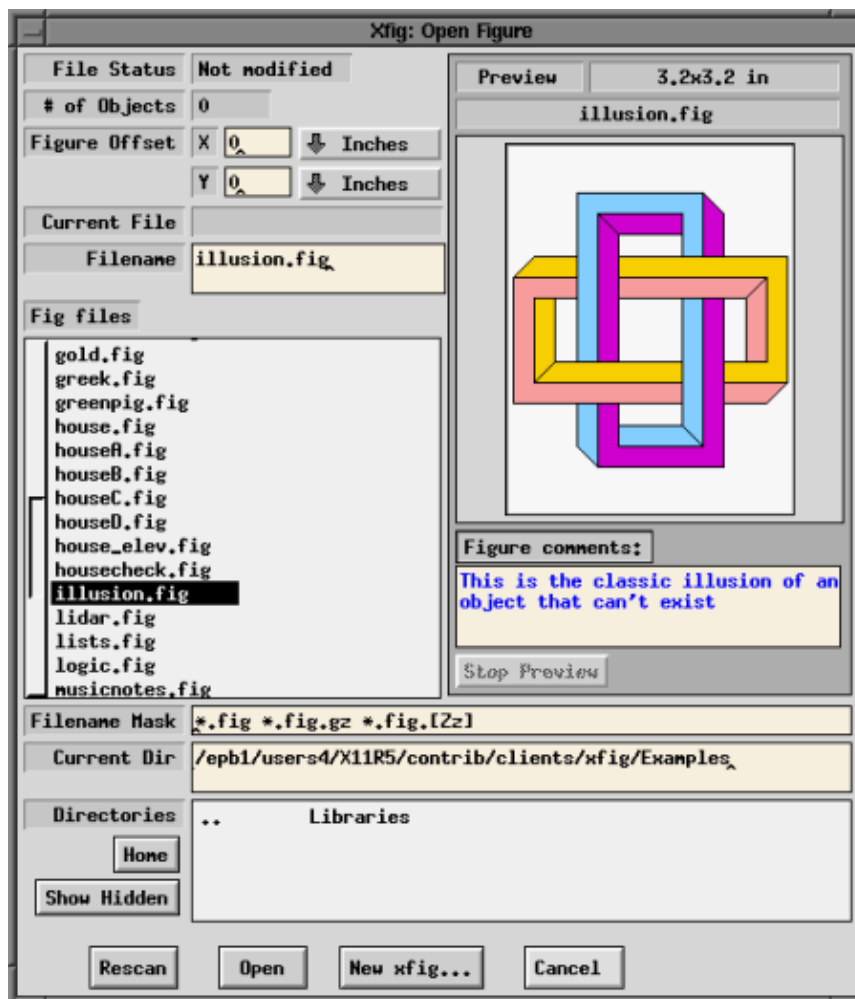 Xfig: Open Figure
File Status Not modified
# of Objects 0
Figure Offset X 0 Inches
Y 0 Inches
Current File
Filename illusion.fig
Fig files
gold.fig
greek.fig
greenpig.fig
house.fig
houseA.fig
houseB.fig
houseC.fig
houseD.fig
house_elev.fig
housecheck.fig
illusion.fig
lidar.fig
lists.fig
logic.fig
musicnotes.fig
Preview 3.2x3.2 in
illusion.fig
Figure comments:
This is the classic illusion of an
object that can't exist
Stop Preview
Filename Mask *.fig *.fig.gz *.fig.[Zz]
Current Dir /epb1/users4/X11R5/contrib/clients/xfig/Examples
Directories .. Libraries
Home
Show Hidden
Rescan Open New xfig... Cancel